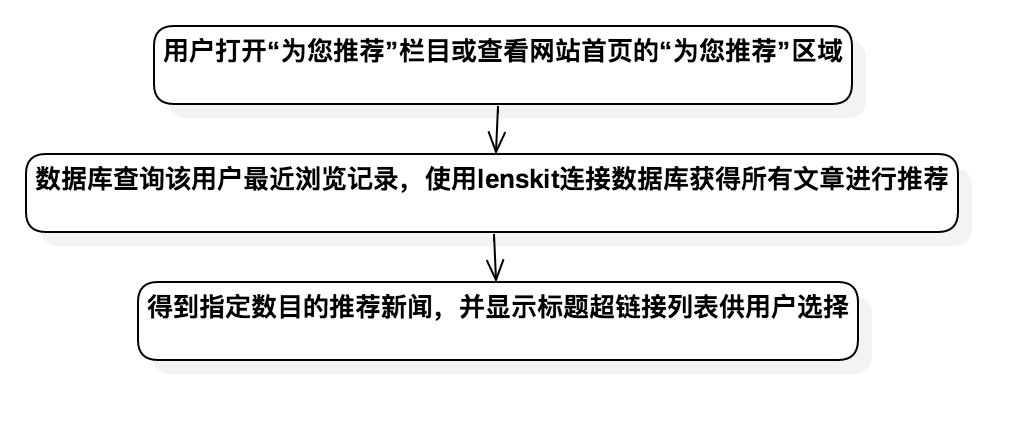 用户打开“为您推荐”栏目或查看网站首页的“为您推荐”区域
数据库查询该用户最近浏览记录，使用lenskit连接数据库获得所有文章进行推荐
得到指定数目的推荐新闻，并显示标题超链接列表供用户选择